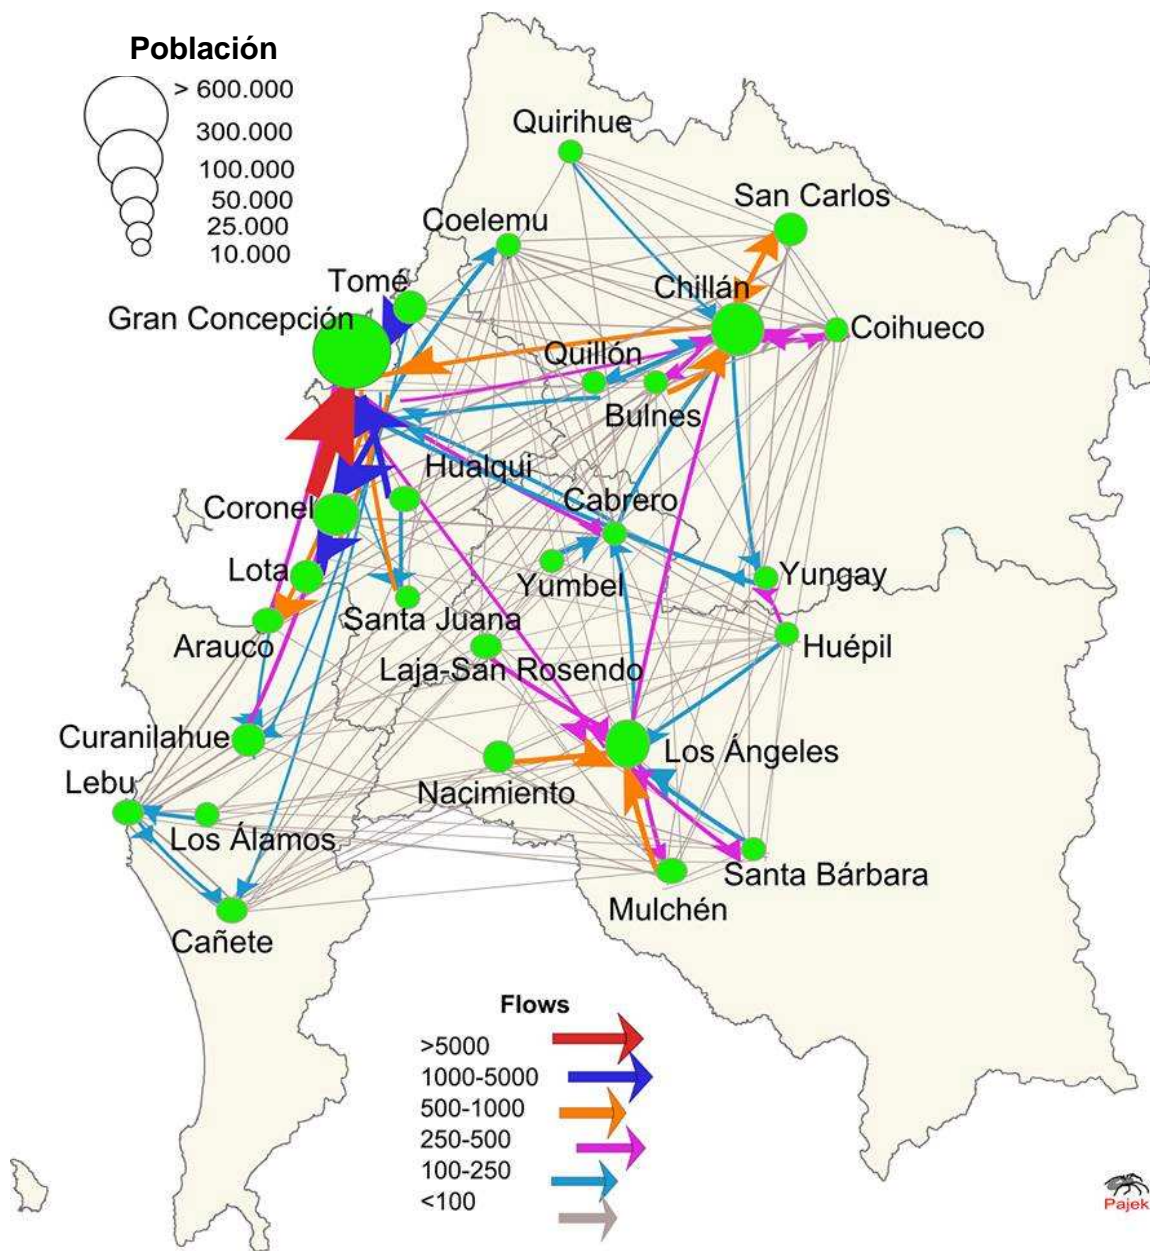 Población
> 600.000
300.000
100.000
50.000
25.000
10.000
Quirihue
San Carlos
Coelemu
Tomé
Chillán
Gran Concepción
Coihueco
Quillón
Bulnes
Hualqui
Coronel
Cabrero
Lota
Yumbel
Yungay
Santa Juana
Arauco
Huépil
Laja-San Rosendo
Curanilahue
Los Ángeles
Lebu
Nacimiento
Los Álamos
Santa Bárbara
Mulchén
Cañete
Flows
>5000
1000-5000
500-1000
250-500
100-250
<100
Pajek